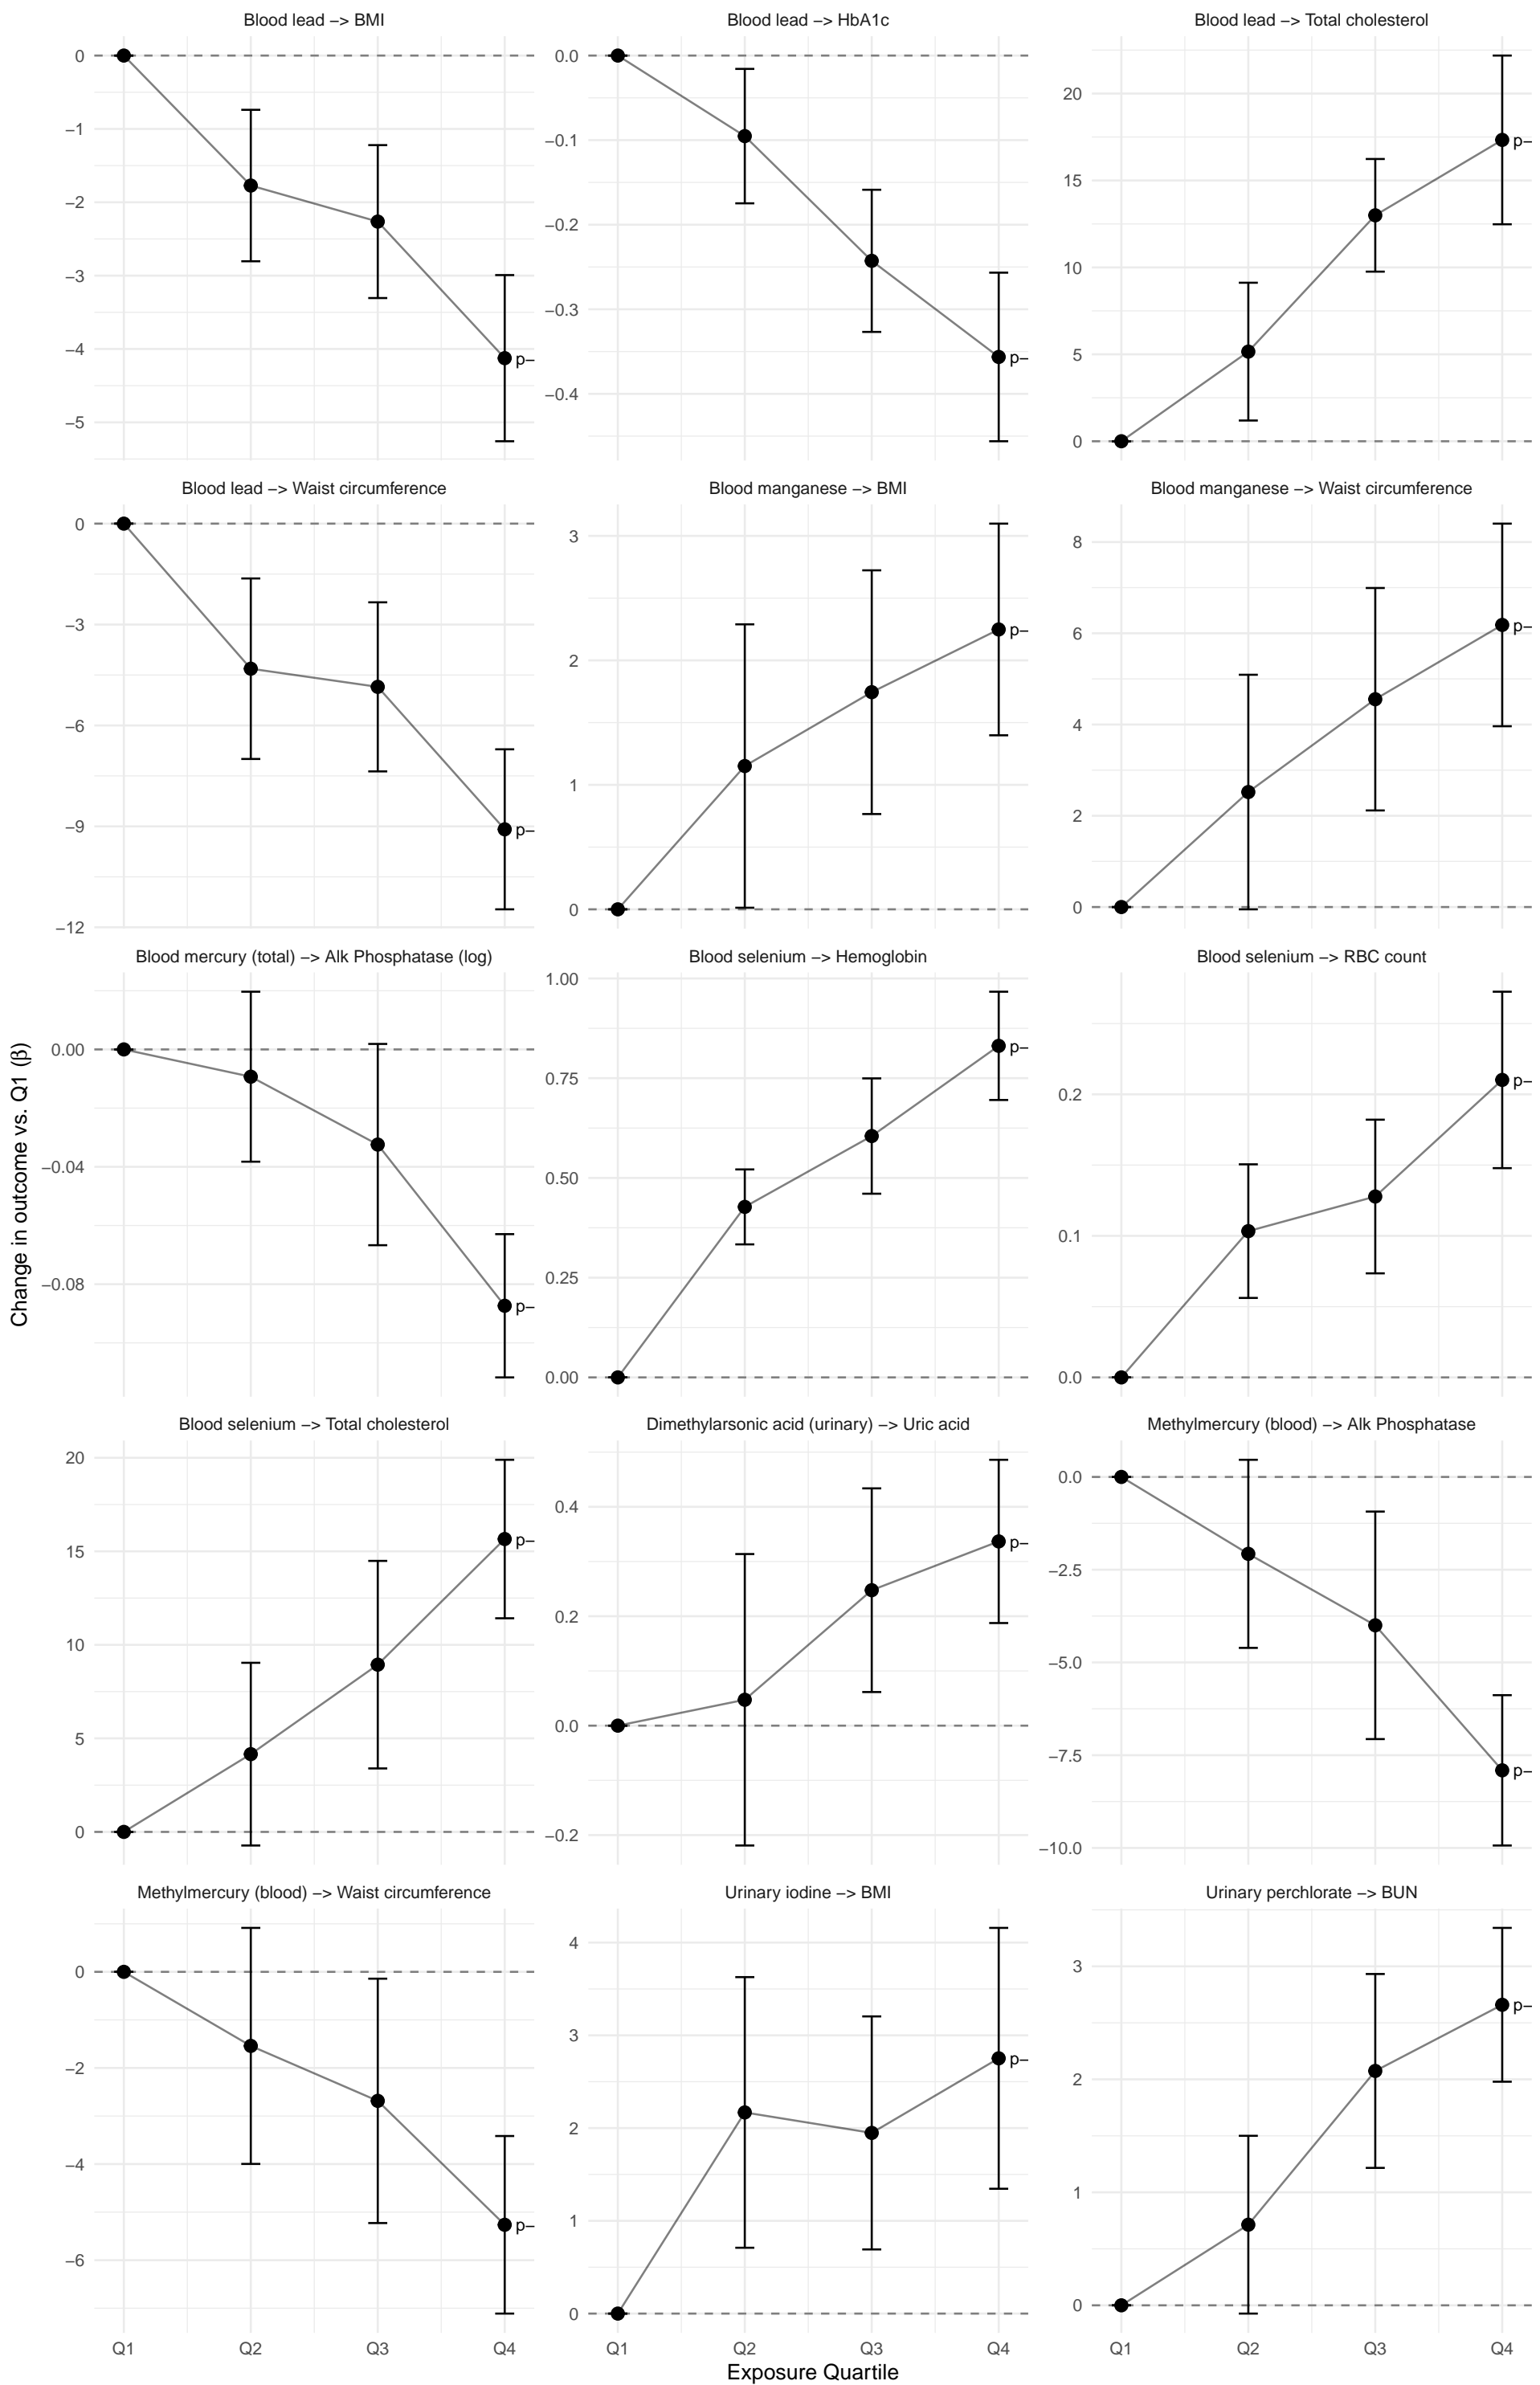 Blood lead −> BMI
Blood lead −> HbA1c
Blood lead −> Total cholesterol
0
−1
−2
−3
−4
−5
p−
0.0
−0.1
−0.2
−0.3
−0.4
p−
20
15
10
5
0
p−
Blood lead −> Waist circumference
Blood manganese −> BMI
Blood manganese −> Waist circumference
0
−3
−6
−9
−12
p−
3
2
1
0
p−
8
6
4
2
0
p−
Blood mercury (total) −> Alk Phosphatase (log)
Blood selenium −> Hemoglobin
Blood selenium −> RBC count
0.00
−0.04
−0.08
p−
1.00
0.75
0.50
0.25
0.00
p−
0.2
0.1
0.0
p−
Change in outcome vs. Q1 (β)
Blood selenium −> Total cholesterol
Dimethylarsonic acid (urinary) −> Uric acid
Methylmercury (blood) −> Alk Phosphatase
20
15
10
5
0
p−
0.4
0.2
0.0
−0.2
p−
0.0
−2.5
−5.0
−7.5
−10.0
p−
Methylmercury (blood) −> Waist circumference
Urinary iodine −> BMI
Urinary perchlorate −> BUN
0
−2
−4
−6
p−
4
3
2
1
0
p−
3
2
1
0
p−
Q1 Q2 Q3 Q4
Q1 Q2 Q3 Q4
Q1 Q2 Q3 Q4
Exposure Quartile